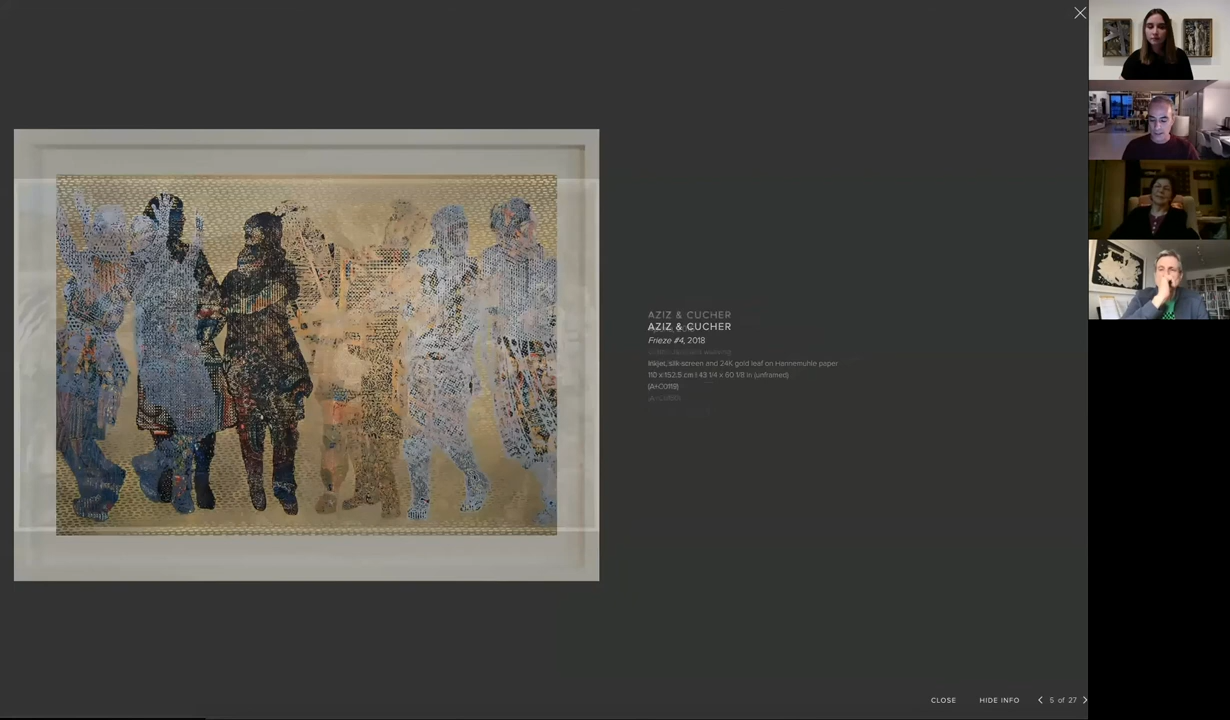 AZIZ & CUCHER
AZIZ & CUCHER
Frieze #4, 2018
Inkjet, silk-screen and 24K gold leaf on Hannemuhle paper
110 x 152.5 cm | 43 1/4 x 60 1/8 in (unframed)
CLOSE
HIDE INFO
5 of 27